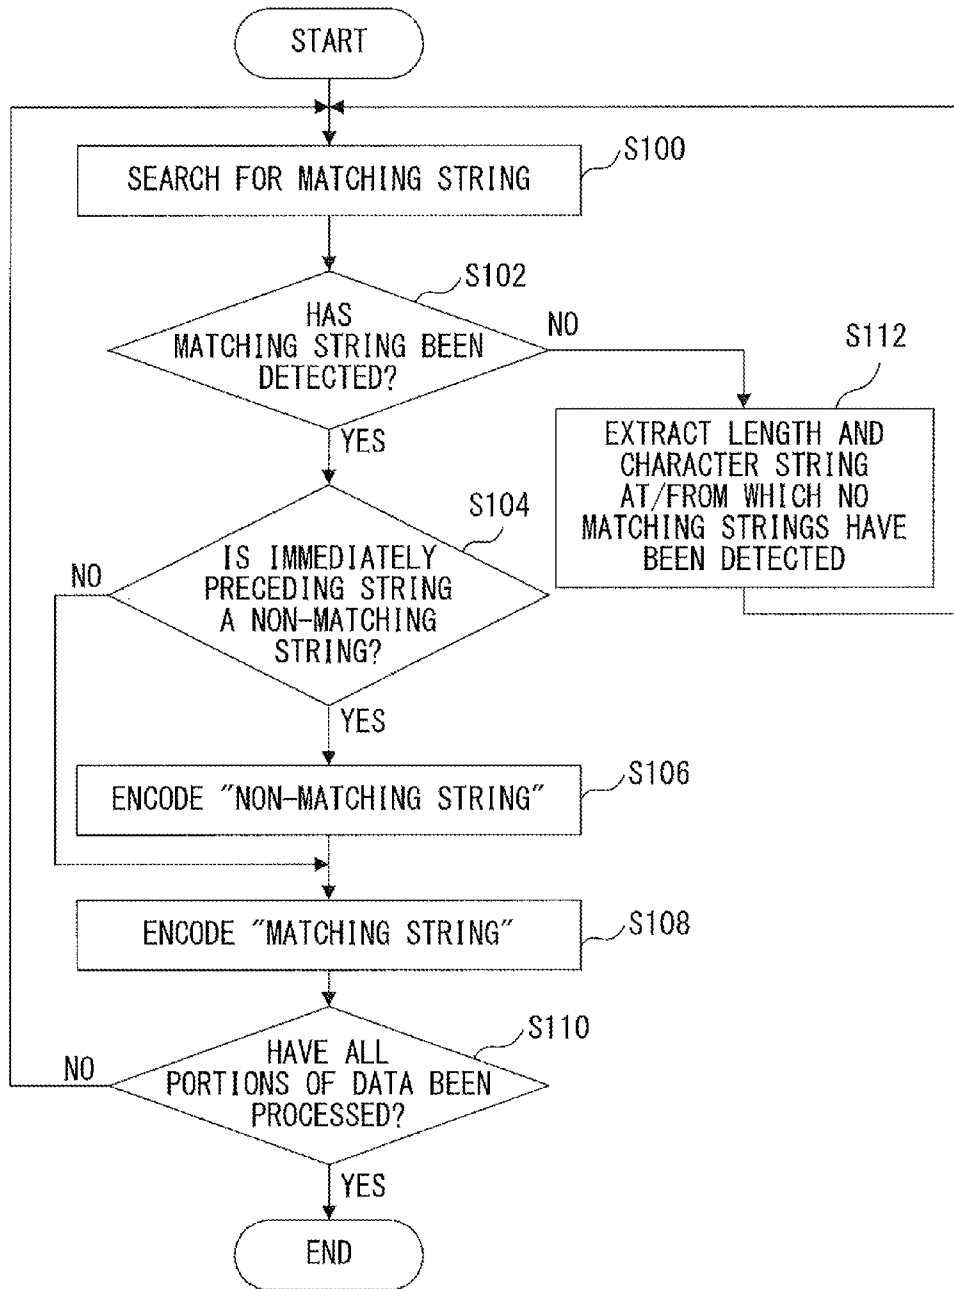 START
S100
SEARCH FOR MATCHING STRING
S102
HAS
MATCHING STRING BEEN
DETECTED?
NO
YES
S112
EXTRACT LENGTH AND
CHARACTER STRING
AT/FROM WHICH NO
MATCHING STRINGS HAVE
BEEN DETECTED
S104
IS IMMEDIATELY
PRECEDING STRING
A NON-MATCHING
STRING?
NO
YES
S106
ENCODE "NON-MATCHING STRING"
S108
ENCODE "MATCHING STRING"
S110
HAVE ALL
PORTIONS OF DATA BEEN
PROCESSED?
NO
YES
END